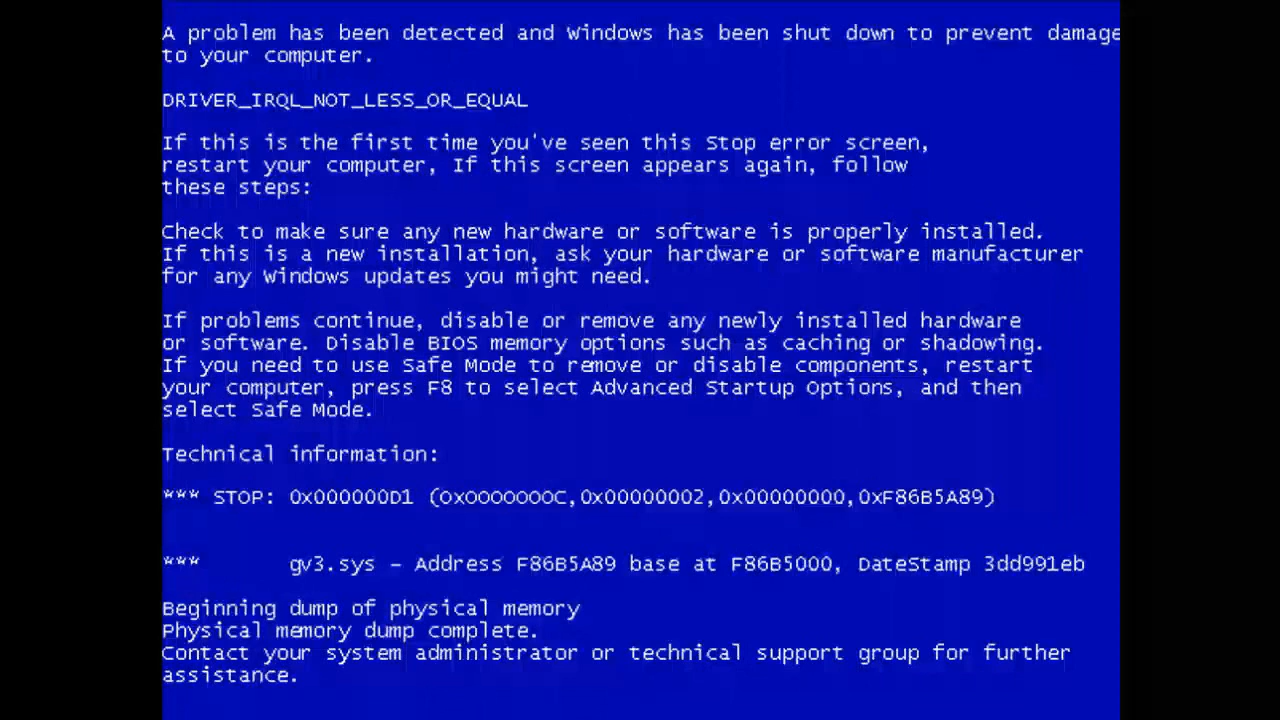 A problem has been detected and Windows has been shut down to prevent damage
to your computer.
DRIVER_IRQL_NOT_LESS_OR_EQUAL
If this is the first time you've seen this Stop error screen,
restart your computer, If this screen appears again, follow
these steps:
Check to make sure any new hardware or software is properly installed.
If this is a new installation, ask your hardware or software manufacturer
for any Windows updates you might need.
If problems continue, disable or remove any newly installed hardware
or software. Disable BIOS memory options such as caching or shadowing.
If you need to use Safe Mode to remove or disable components, restart
your computer, press F8 to select Advanced Startup Options, and then
select Safe Mode.
Technical information:
*** STOP: 0x000000D1 (0x0000000C,0x00000002,0x00000000,0xF86B5A89)
*** gv3.sys – Address F86B5A89 base at F86B5000, DateStamp 3dd991eb
Beginning dump of physical memory
Physical memory dump complete.
Contact your system administrator or technical support group for further
assistance.